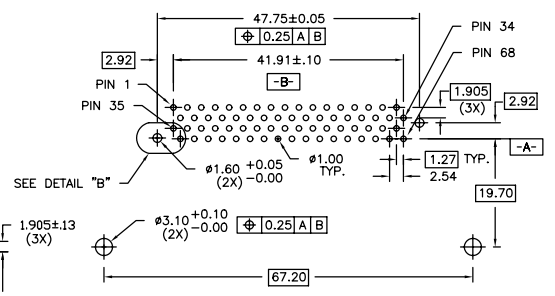 47.75±0.05
⌖ 0.25 A B
PIN 34
2.92
41.91±.10
PIN 68
PIN 1
-B-
1.905
(3X)
PIN 35
2.92
-A-
ø1.60 +0.05 -0.00
(2X)
ø1.00
TYP.
1.27 TYP.
2.54
SEE DETAIL "B"
19.70
1.905±.13
(3X)
ø3.10 +0.10 -0.00
(2X)
⌖ 0.25 A B
67.20